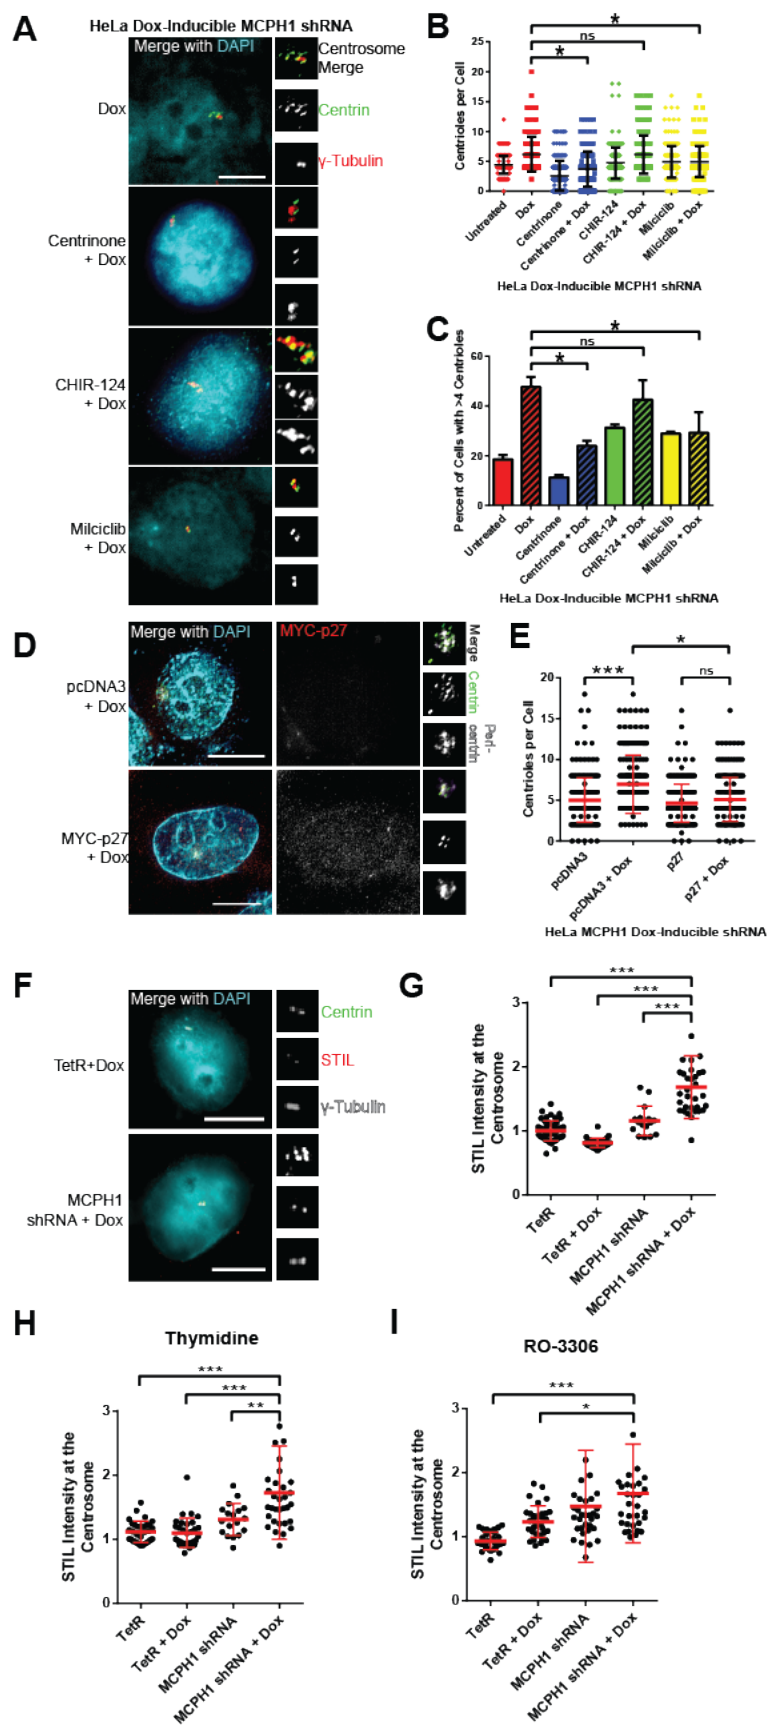 A
HeLa Dox-Inducible MCPH1 shRNA
Merge with DAPI
Centrosome
Merge
Dox
Centrin
γ-Tubulin
Centrinone
+ Dox
CHIR-124
+ Dox
Milciclib
+ Dox
B
*
ns
*
Centrioles per Cell
25
20
15
10
5
0
Untreated
Dox
Centrinone
Centrinone + Dox
CHIR-124
CHIR-124 + Dox
Milciclib
Milciclib + Dox
HeLa Dox-Inducible MCPH1 shRNA
C
*
ns
*
Percent of Cells with >4 Centrioles
60
40
20
0
Untreated
Dox
Centrinone
Centrinone + Dox
CHIR-124
CHIR-124 + Dox
Milciclib
Milciclib + Dox
HeLa Dox-Inducible MCPH1 shRNA
D
Merge with DAPI
MYC-p27
Merge
Centrin
Peri-
centrin
pcDNA3
+ Dox
MYC-p27
+ Dox
E
*
***
ns
Centrioles per Cell
20
15
10
5
0
pcDNA3
pcDNA3 + Dox
p27
p27 + Dox
HeLa MCPH1 Dox-Inducible shRNA
F
Merge with DAPI
Centrin
STIL
γ-Tubulin
TetR+Dox
MCPH1
shRNA + Dox
G
***
***
***
STIL Intensity at the
Centrosome
3
2
1
0
TetR
TetR + Dox
MCPH1 shRNA
MCPH1 shRNA + Dox
H
Thymidine
***
***
**
STIL Intensity at the
Centrosome
3
2
1
0
TetR
TetR + Dox
MCPH1 shRNA
MCPH1 shRNA + Dox
I
RO-3306
***
*
STIL Intensity at the
Centrosome
3
2
1
0
TetR
TetR + Dox
MCPH1 shRNA
MCPH1 shRNA + Dox